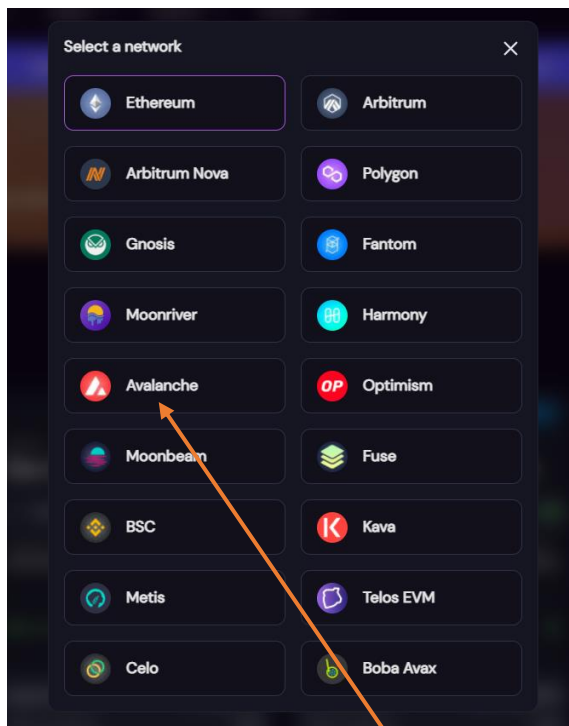 Select a network
Ethereum
Arbitrum
Arbitrum Nova
Polygon
Gnosis
Fantom
Moonriver
Harmony
Avalanche
OP Optimism
Moonbeam
Fuse
BSC
Kava
Metis
Telos EVM
Celo
Boba Avax